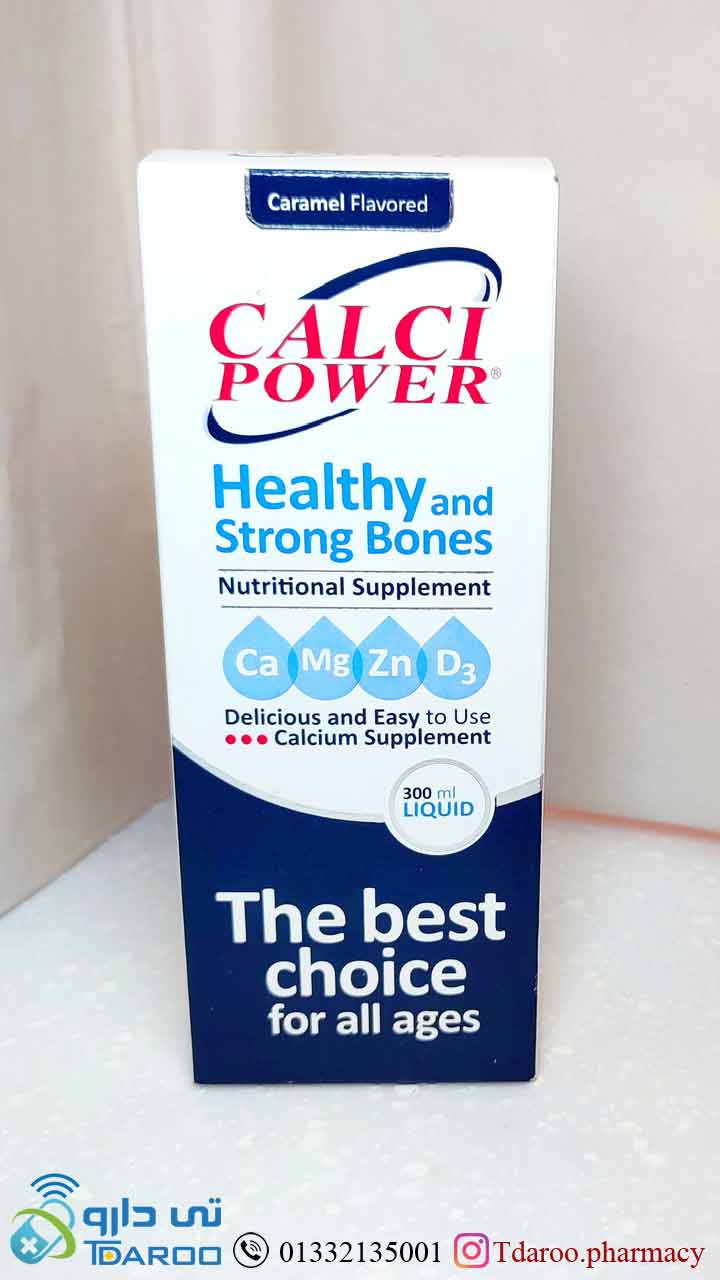 Caramel Flavored
CALCI
POWER®
Healthy and
Strong Bones
Nutritional Supplement
Ca Mg Zn D₃
Delicious and Easy to Use
Calcium Supplement
300 ml
LIQUID
The best
choice
for all ages
تی دارو
TDAROO
01332135001 Tdaroo.pharmacy